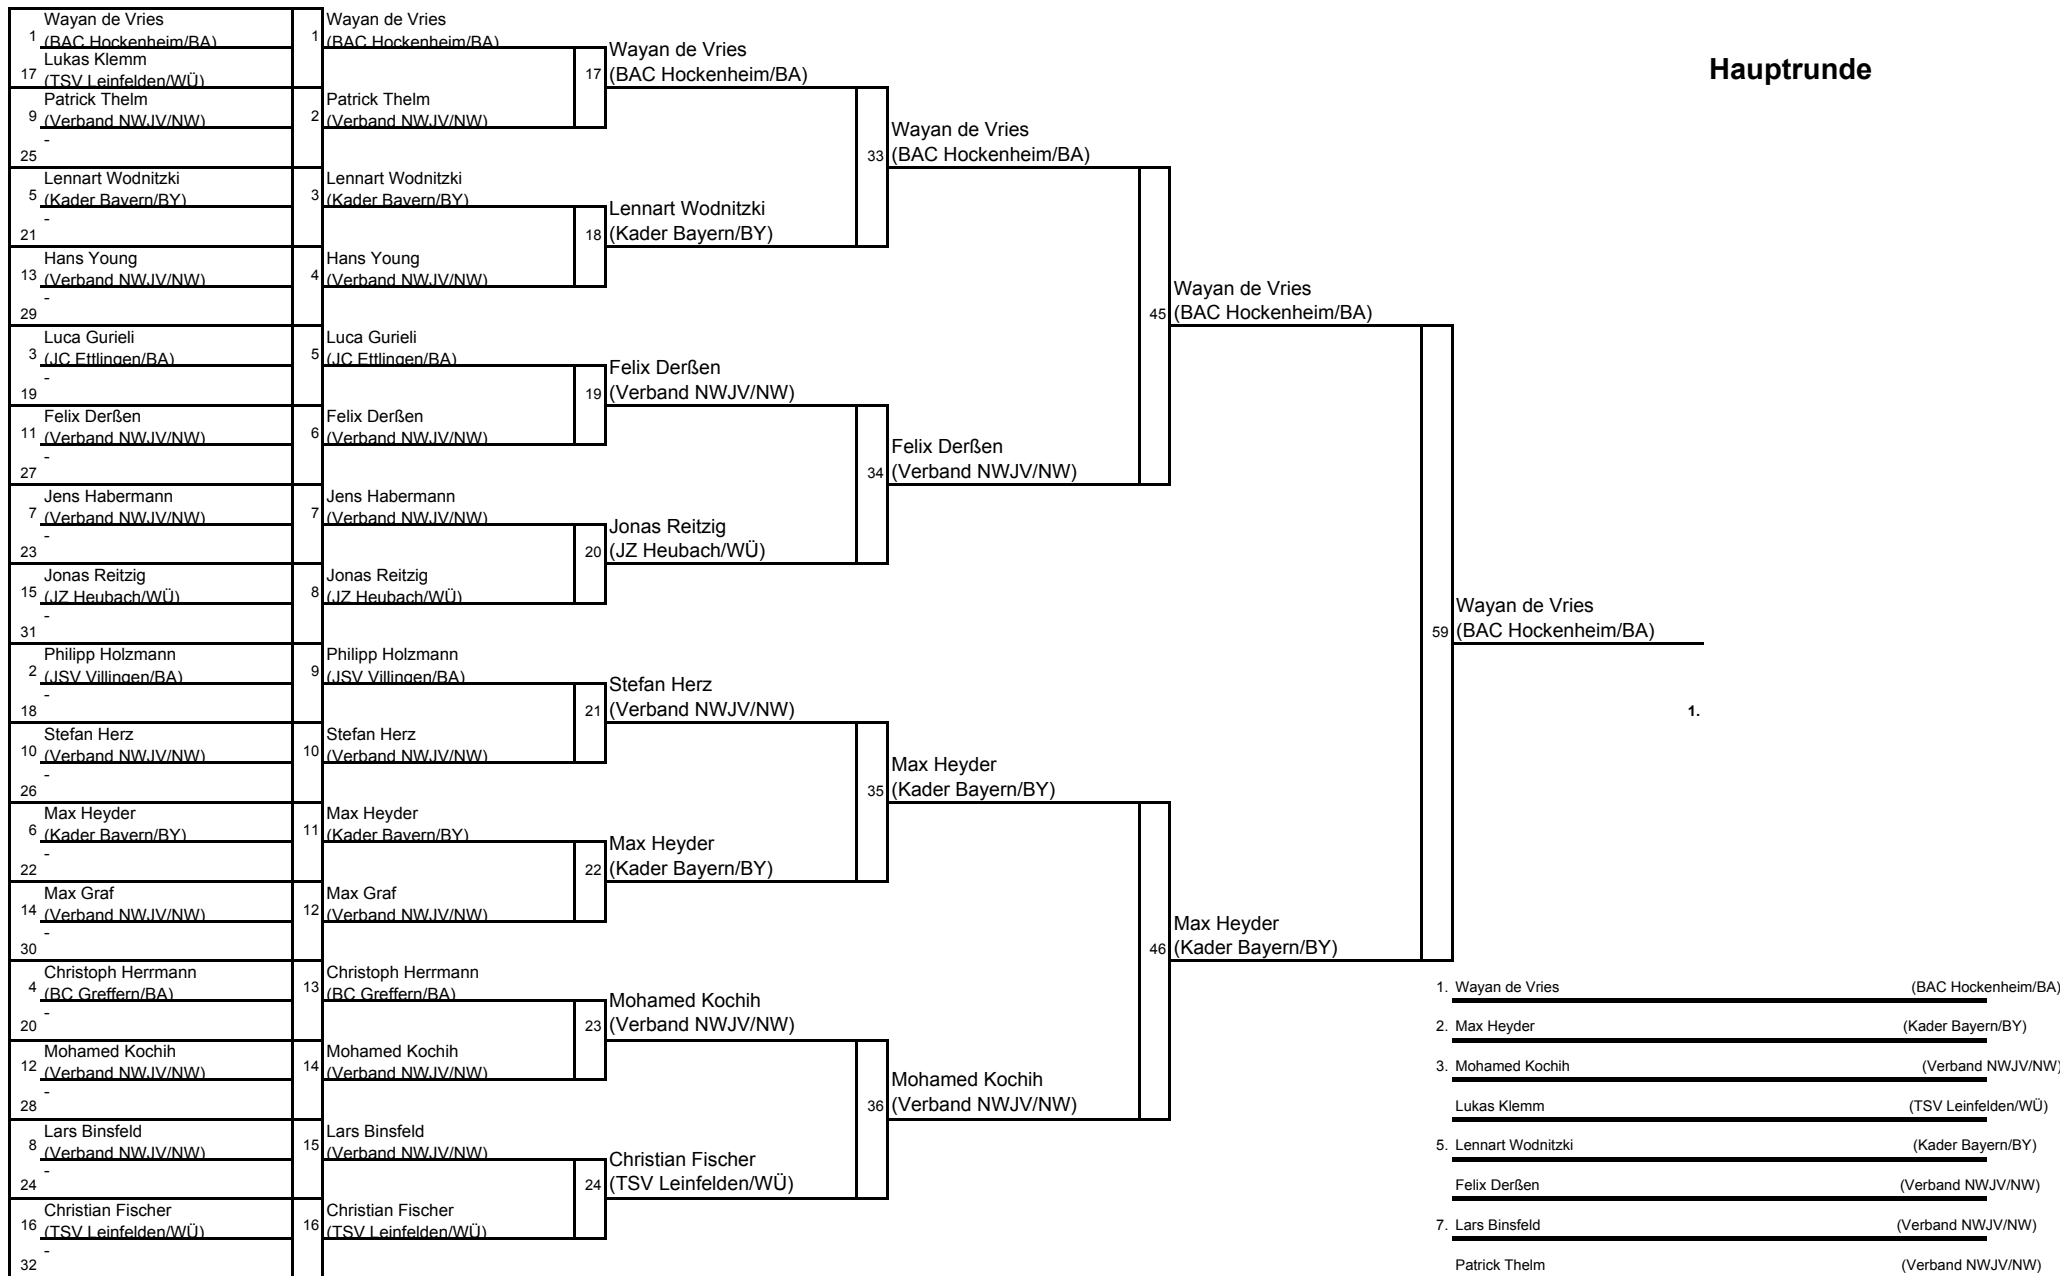 Hauptrunde
1 Wayan de Vries
(BAC Hockenheim/BA)
17 Lukas Klemm
(TSV Leinfelden/WÜ)
9 Patrick Thelm
(Verband NWJV/NW)
25 -
5 Lennart Wodnitzki
(Kader Bayern/BY)
21 -
13 Hans Young
(Verband NWJV/NW)
29 -
3 Luca Gurieli
(JC Ettlingen/BA)
19 -
11 Felix Derßen
(Verband NWJV/NW)
27 -
7 Jens Habermann
(Verband NWJV/NW)
23 -
15 Jonas Reitzig
(JZ Heubach/WÜ)
31 -
2 Philipp Holzmann
(JSV Villingen/BA)
18 -
10 Stefan Herz
(Verband NWJV/NW)
26 -
6 Max Heyder
(Kader Bayern/BY)
22 -
14 Max Graf
(Verband NWJV/NW)
30 -
4 Christoph Herrmann
(BC Greffern/BA)
20 -
12 Mohamed Kochih
(Verband NWJV/NW)
28 -
8 Lars Binsfeld
(Verband NWJV/NW)
24 -
16 Christian Fischer
(TSV Leinfelden/WÜ)
32 -
1 Wayan de Vries
(BAC Hockenheim/BA)
2 Patrick Thelm
(Verband NWJV/NW)
3 Lennart Wodnitzki
(Kader Bayern/BY)
4 Hans Young
(Verband NWJV/NW)
5 Luca Gurieli
(JC Ettlingen/BA)
6 Felix Derßen
(Verband NWJV/NW)
7 Jens Habermann
(Verband NWJV/NW)
8 Jonas Reitzig
(JZ Heubach/WÜ)
9 Philipp Holzmann
(JSV Villingen/BA)
10 Stefan Herz
(Verband NWJV/NW)
11 Max Heyder
(Kader Bayern/BY)
12 Max Graf
(Verband NWJV/NW)
13 Christoph Herrmann
(BC Greffern/BA)
14 Mohamed Kochih
(Verband NWJV/NW)
15 Lars Binsfeld
(Verband NWJV/NW)
16 Christian Fischer
(TSV Leinfelden/WÜ)
Wayan de Vries
17 (BAC Hockenheim/BA)
Lennart Wodnitzki
18 (Kader Bayern/BY)
Felix Derßen
19 (Verband NWJV/NW)
Jonas Reitzig
20 (JZ Heubach/WÜ)
Stefan Herz
21 (Verband NWJV/NW)
Max Heyder
22 (Kader Bayern/BY)
Mohamed Kochih
23 (Verband NWJV/NW)
Christian Fischer
24 (TSV Leinfelden/WÜ)
Wayan de Vries
33 (BAC Hockenheim/BA)
Felix Derßen
34 (Verband NWJV/NW)
Max Heyder
35 (Kader Bayern/BY)
Mohamed Kochih
36 (Verband NWJV/NW)
Wayan de Vries
45 (BAC Hockenheim/BA)
Max Heyder
46 (Kader Bayern/BY)
Wayan de Vries
59 (BAC Hockenheim/BA)
1.
1. Wayan de Vries (BAC Hockenheim/BA)
2. Max Heyder (Kader Bayern/BY)
3. Mohamed Kochih (Verband NWJV/NW)
Lukas Klemm (TSV Leinfelden/WÜ)
5. Lennart Wodnitzki (Kader Bayern/BY)
Felix Derßen (Verband NWJV/NW)
7. Lars Binsfeld (Verband NWJV/NW)
Patrick Thelm (Verband NWJV/NW)